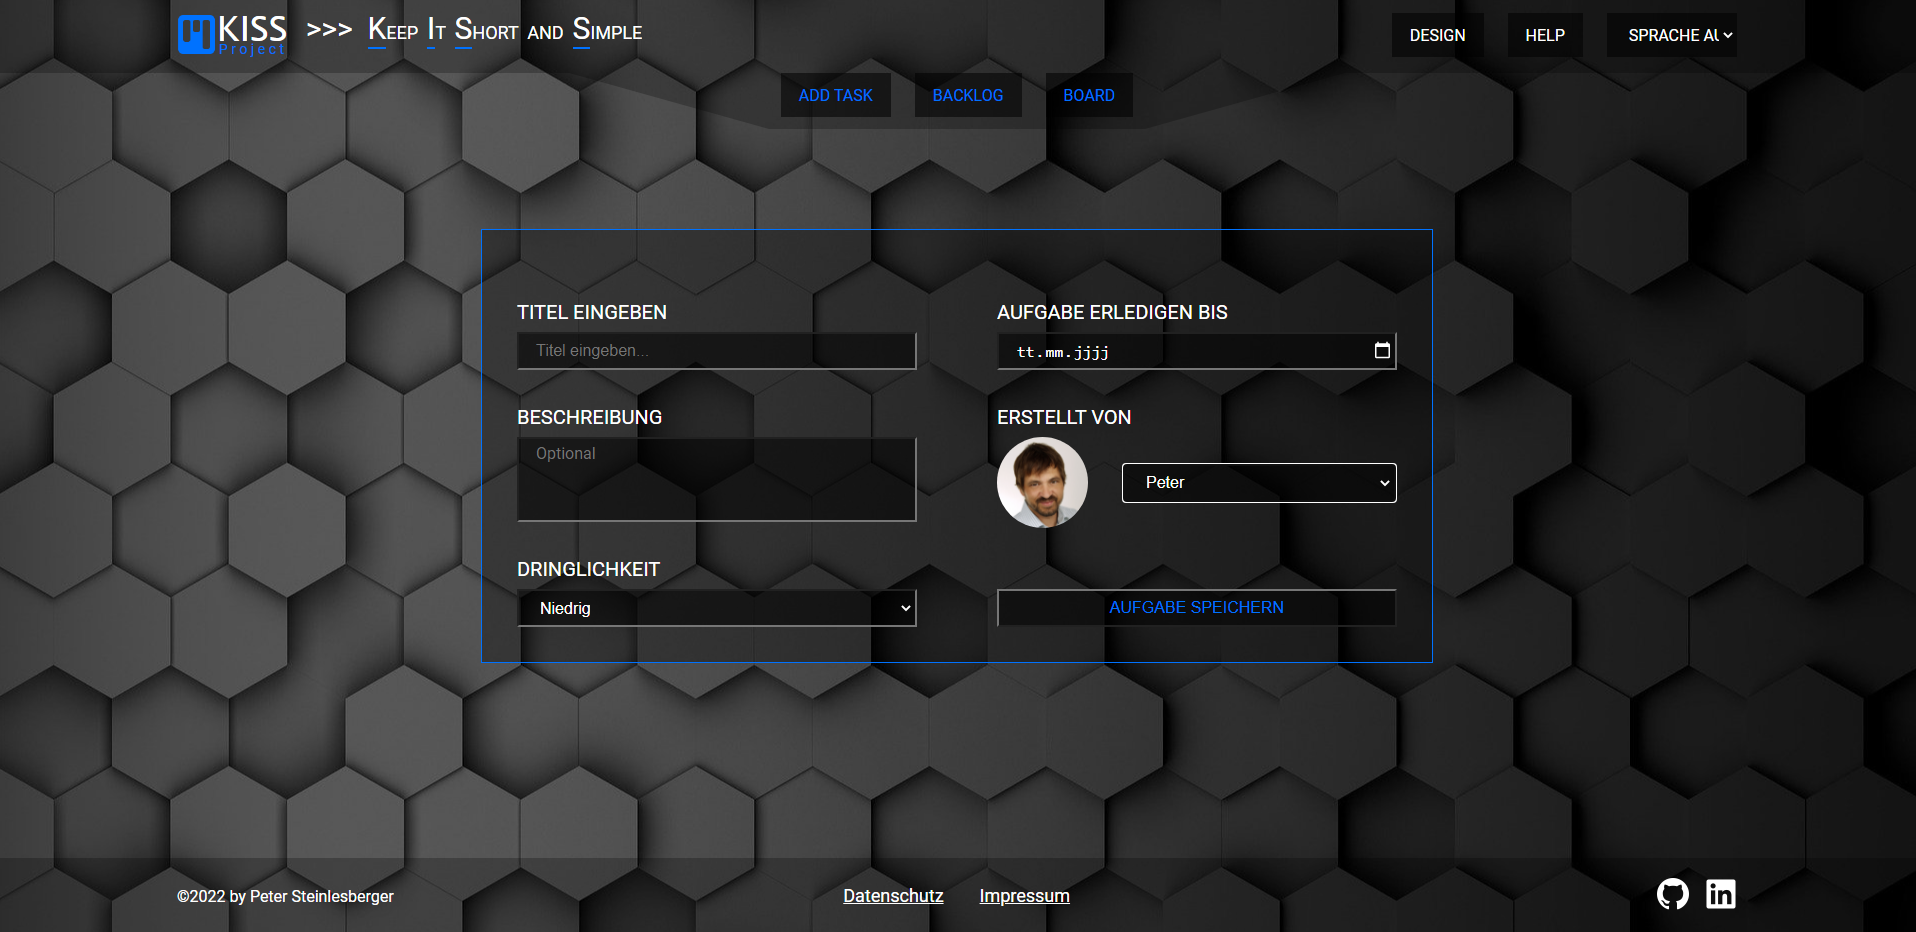 KISS
Project
>>> Keep It Short and Simple
DESIGN
HELP
SPRACHE AU
ADD TASK
BACKLOG
BOARD
TITEL EINGEBEN
Titel eingeben...
AUFGABE ERLEDIGEN BIS
tt.mm.jjjj
BESCHREIBUNG
Optional
ERSTELLT VON
Peter
DRINGLICHKEIT
Niedrig
AUFGABE SPEICHERN
©2022 by Peter Steinlesberger
Datenschutz
Impressum
in